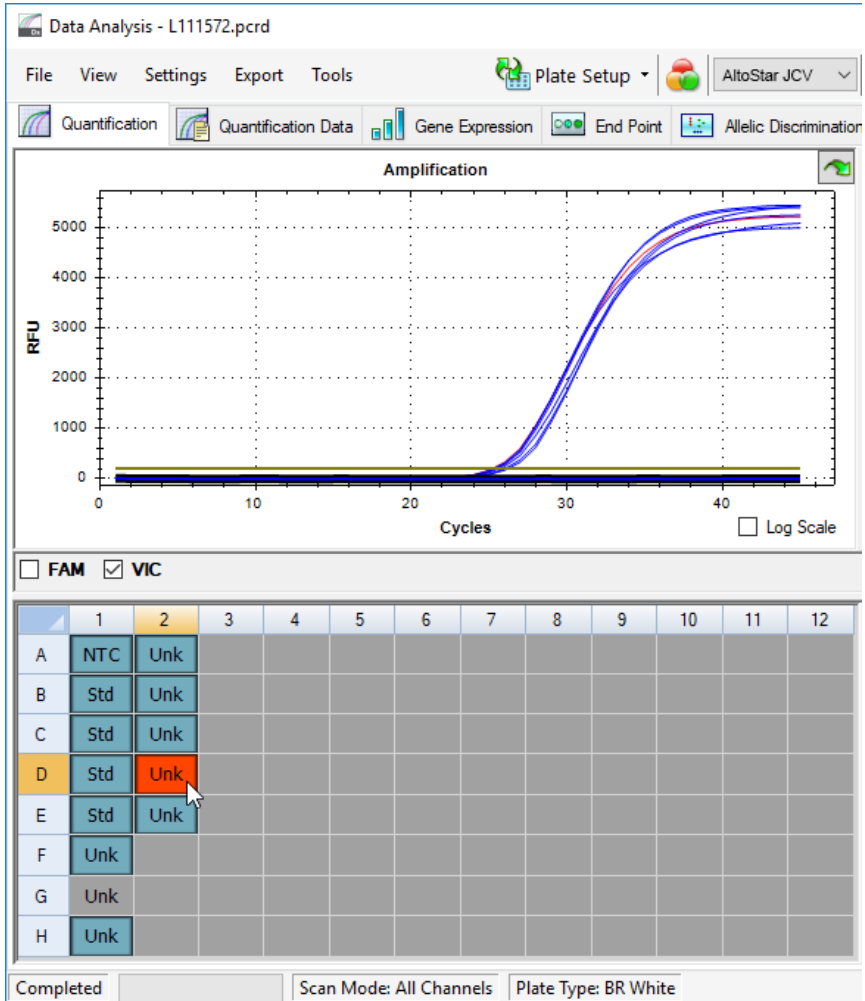 Data Analysis - L111572.pcrd
File View Settings Export Tools Plate Setup AltoStar JCV
Quantification Quantification Data Gene Expression End Point Allelic Discrimination
Amplification
5000
4000
3000
2000
1000
0
RFU
0 10 20 30 40
Cycles
Log Scale
FAM VIC
1 2 3 4 5 6 7 8 9 10 11 12
A NTC Unk
B Std Unk
C Std Unk
D Std Unk
E Std Unk
F Unk
G Unk
H Unk
Completed Scan Mode: All Channels Plate Type: BR White